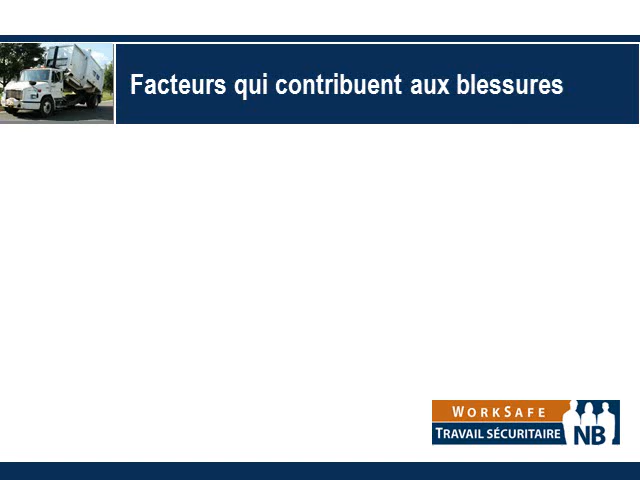 Facteurs qui contribuent aux blessures
WORKSAFE
TRAVAIL SÉCURITAIRE NB